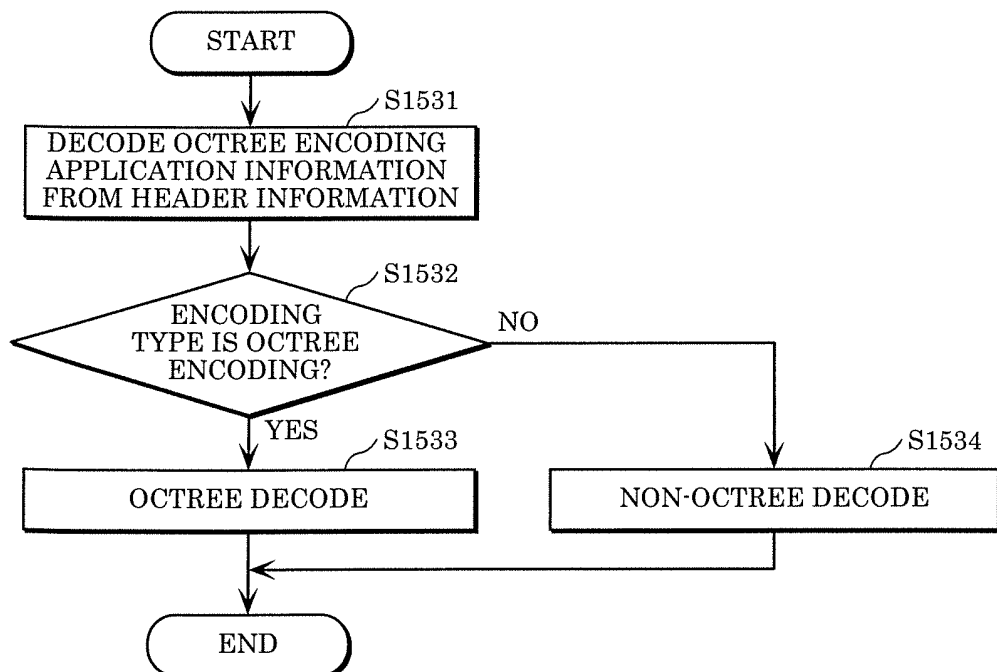 START
S1531
DECODE OCTREE ENCODING
APPLICATION INFORMATION
FROM HEADER INFORMATION
S1532
ENCODING
TYPE IS OCTREE
ENCODING?
NO
YES
S1533
OCTREE DECODE
S1534
NON-OCTREE DECODE
END